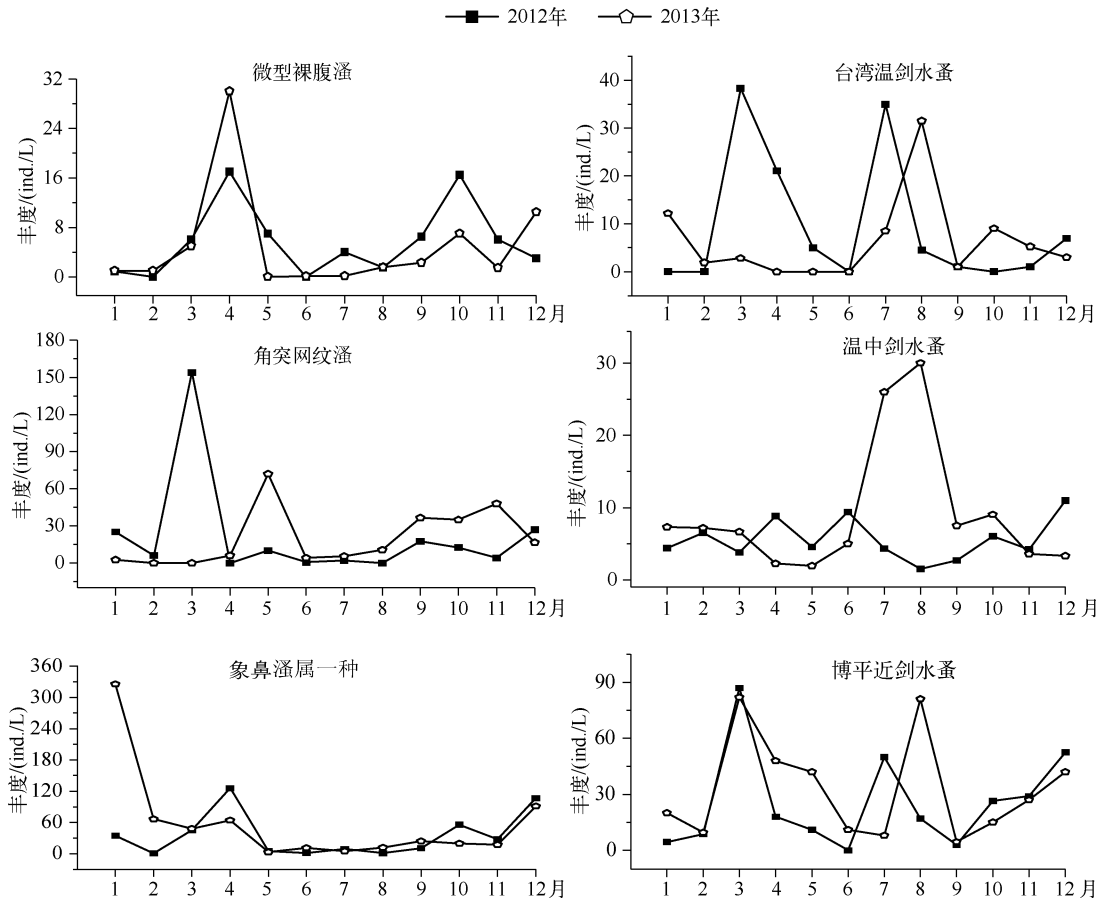 2012年 2013年
微型裸腹溞
丰度/(ind./L)
32
24
16
8
0
1 2 3 4 5 6 7 8 9 10 11 12月
台湾温剑水蚤
丰度/(ind./L)
40
30
20
10
0
1 2 3 4 5 6 7 8 9 10 11 12月
角突网纹溞
丰度/(ind./L)
180
150
120
90
60
30
0
1 2 3 4 5 6 7 8 9 10 11 12月
温中剑水蚤
丰度/(ind./L)
30
20
10
0
1 2 3 4 5 6 7 8 9 10 11 12月
象鼻溞属一种
丰度/(ind./L)
360
300
240
180
120
60
0
1 2 3 4 5 6 7 8 9 10 11 12月
博平近剑水蚤
丰度/(ind./L)
90
60
30
0
1 2 3 4 5 6 7 8 9 10 11 12月